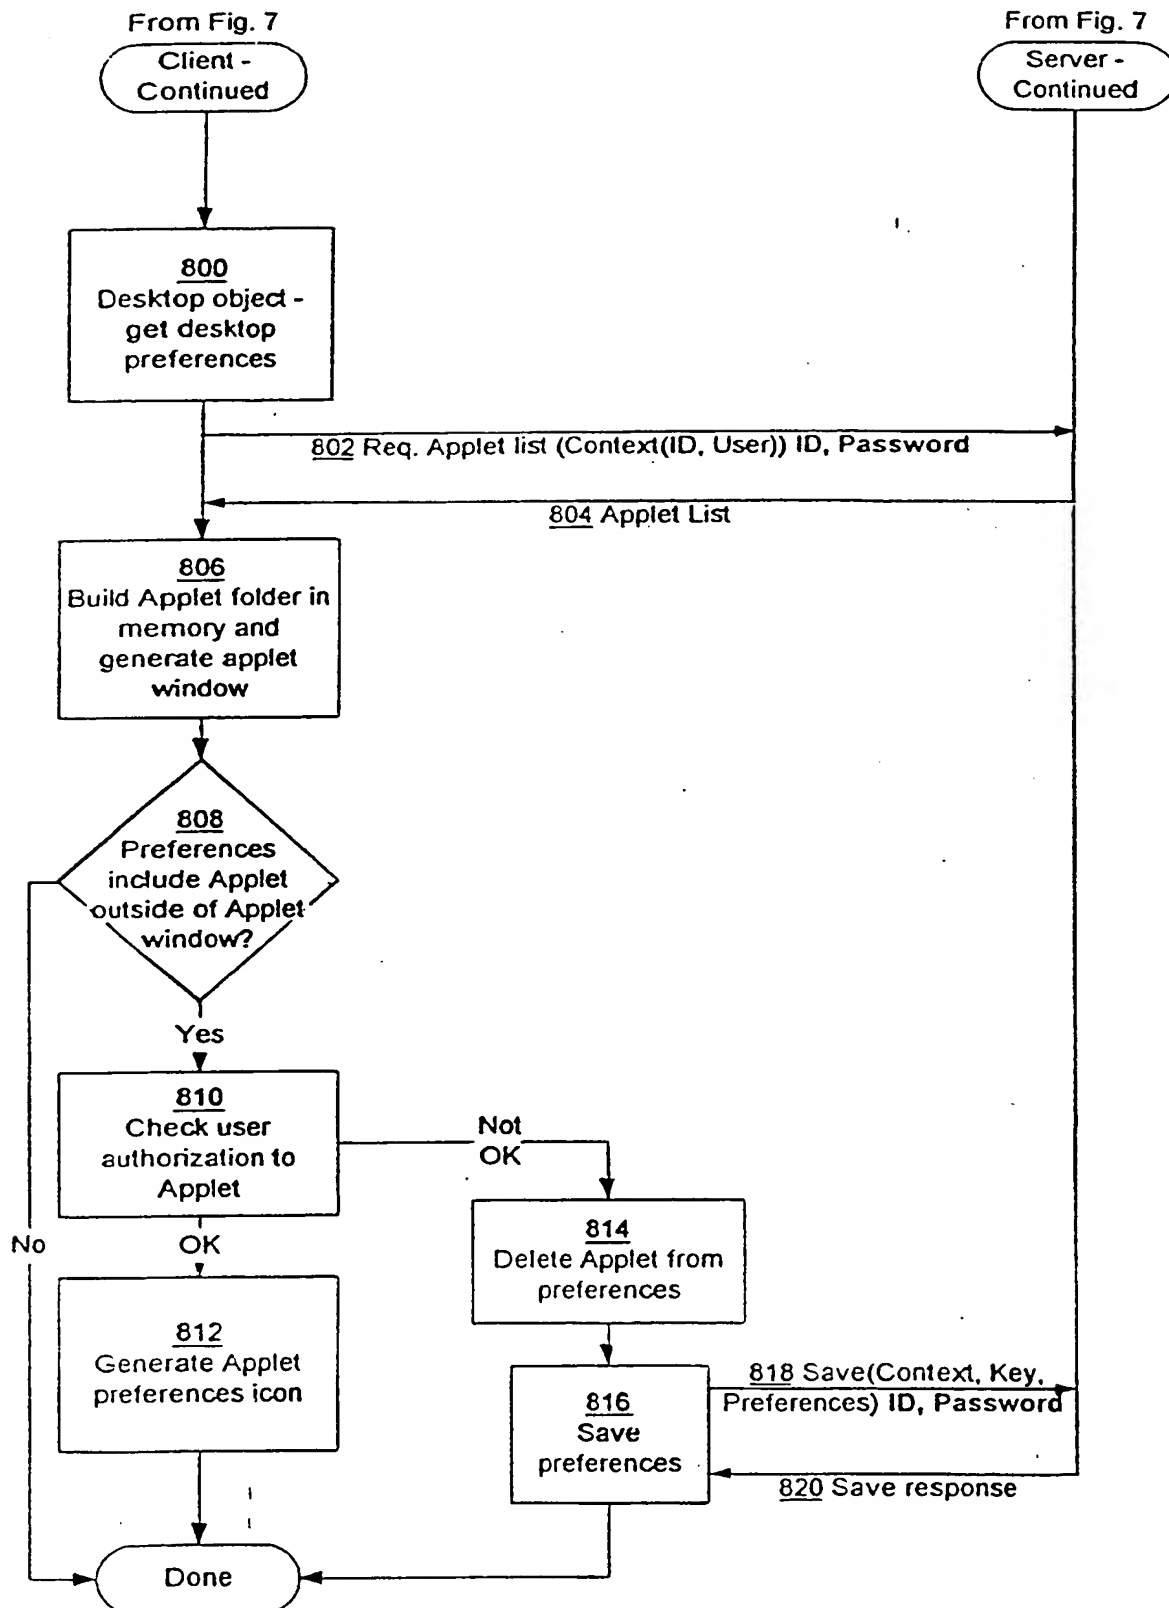 From Fig. 7
Client -
Continued
From Fig. 7
Server -
Continued
800
Desktop object -
get desktop
preferences
802 Req. Applet list (Context(ID, User)) ID, Password
804 Applet List
806
Build Applet folder in
memory and
generate applet
window
808
Preferences
include Applet
outside of Applet
window?
Yes
No
810
Check user
authorization to
Applet
Not
OK
OK
812
Generate Applet
preferences icon
814
Delete Applet from
preferences
816
Save
preferences
818 Save(Context, Key,
Preferences) ID, Password
820 Save response
Done